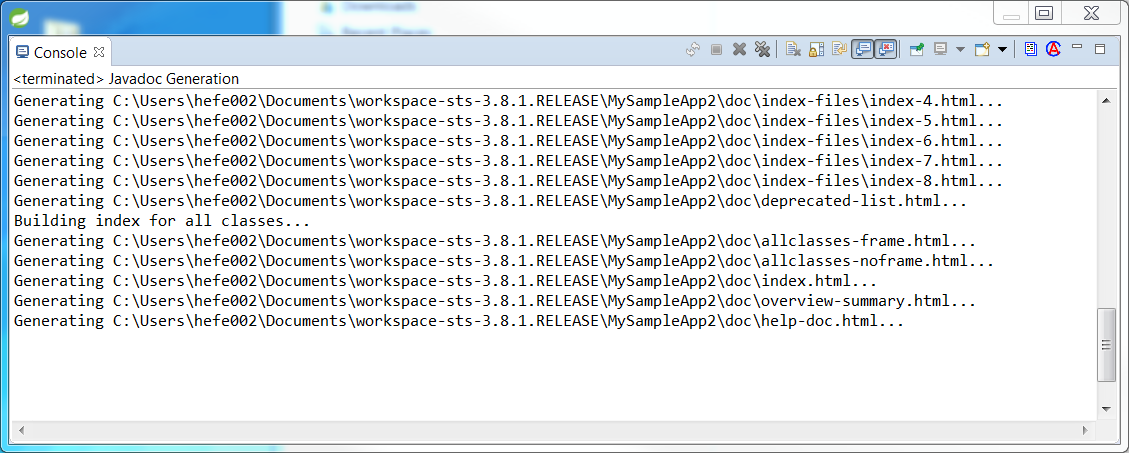 Downloads
Console
<terminated> Javadoc Generation
Generating C:\Users\hefe002\Documents\workspace-sts-3.8.1.RELEASE\MySampleApp2\doc\index-files\index-4.html...
Generating C:\Users\hefe002\Documents\workspace-sts-3.8.1.RELEASE\MySampleApp2\doc\index-files\index-5.html...
Generating C:\Users\hefe002\Documents\workspace-sts-3.8.1.RELEASE\MySampleApp2\doc\index-files\index-6.html...
Generating C:\Users\hefe002\Documents\workspace-sts-3.8.1.RELEASE\MySampleApp2\doc\index-files\index-7.html...
Generating C:\Users\hefe002\Documents\workspace-sts-3.8.1.RELEASE\MySampleApp2\doc\index-files\index-8.html...
Generating C:\Users\hefe002\Documents\workspace-sts-3.8.1.RELEASE\MySampleApp2\doc\deprecated-list.html...
Building index for all classes...
Generating C:\Users\hefe002\Documents\workspace-sts-3.8.1.RELEASE\MySampleApp2\doc\allclasses-frame.html...
Generating C:\Users\hefe002\Documents\workspace-sts-3.8.1.RELEASE\MySampleApp2\doc\allclasses-noframe.html...
Generating C:\Users\hefe002\Documents\workspace-sts-3.8.1.RELEASE\MySampleApp2\doc\index.html...
Generating C:\Users\hefe002\Documents\workspace-sts-3.8.1.RELEASE\MySampleApp2\doc\overview-summary.html...
Generating C:\Users\hefe002\Documents\workspace-sts-3.8.1.RELEASE\MySampleApp2\doc\help-doc.html...